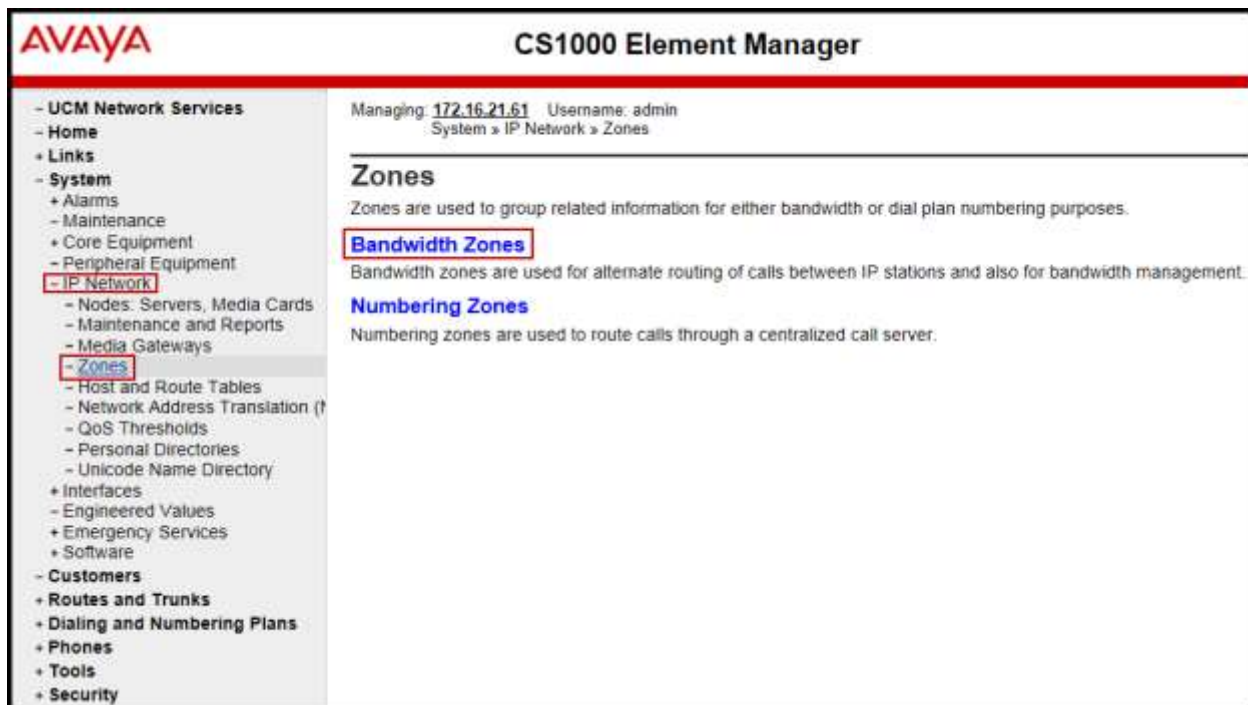 AVAYA
CS1000 Element Manager
- UCM Network Services
- Home
+ Links
- System
+ Alarms
- Maintenance
+ Core Equipment
- Peripheral Equipment
- IP Network
- Nodes: Servers, Media Cards
- Maintenance and Reports
- Media Gateways
- Zones
- Host and Route Tables
- Network Address Translation (
- QoS Thresholds
- Personal Directories
- Unicode Name Directory
+ Interfaces
- Engineered Values
+ Emergency Services
+ Software
- Customers
+ Routes and Trunks
+ Dialing and Numbering Plans
+ Phones
+ Tools
+ Security
Managing: 172.16.21.61 Username: admin
System » IP Network » Zones
Zones
Zones are used to group related information for either bandwidth or dial plan numbering purposes.
Bandwidth Zones
Bandwidth zones are used for alternate routing of calls between IP stations and also for bandwidth management.
Numbering Zones
Numbering zones are used to route calls through a centralized call server.